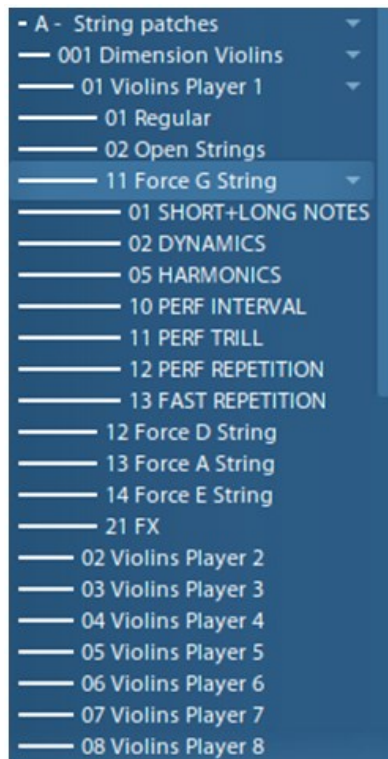 - A - String patches
001 Dimension Violins
01 Violins Player 1
01 Regular
02 Open Strings
11 Force G String
01 SHORT+LONG NOTES
02 DYNAMICS
05 HARMONICS
10 PERF INTERVAL
11 PERF TRILL
12 PERF REPETITION
13 FAST REPETITION
12 Force D String
13 Force A String
14 Force E String
21 FX
02 Violins Player 2
03 Violins Player 3
04 Violins Player 4
05 Violins Player 5
06 Violins Player 6
07 Violins Player 7
08 Violins Player 8